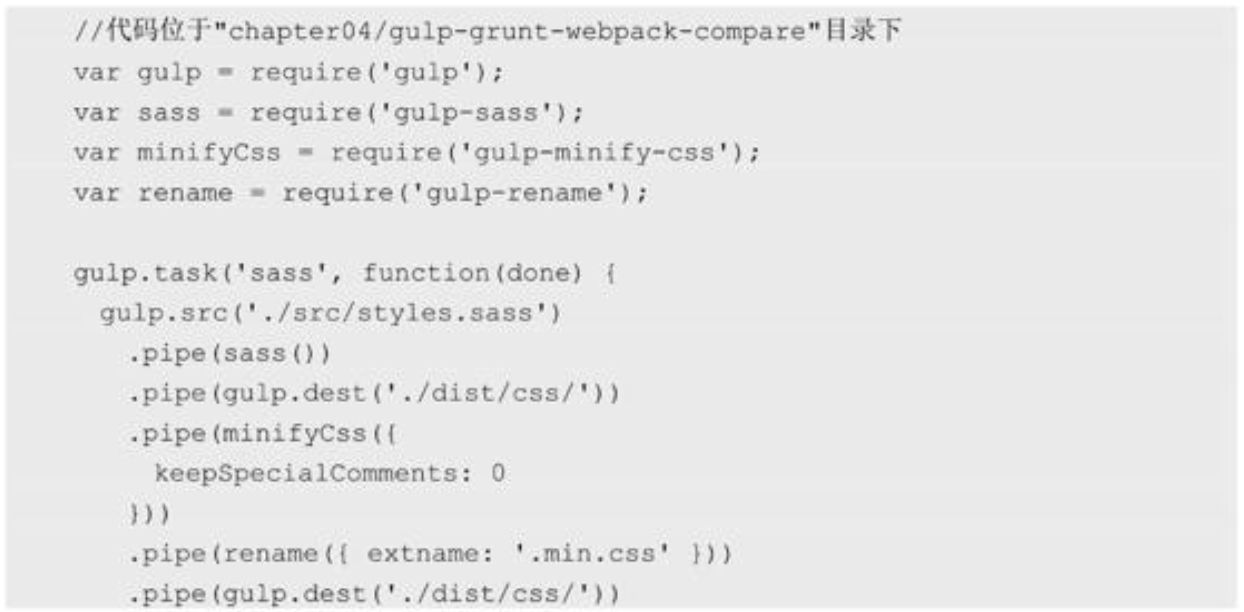 //代码位于"chapter04/gulp-grunt-webpack-compare"目录下
var gulp = require('gulp');
var sass = require('gulp-sass');
var minifyCss = require('gulp-minify-css');
var rename = require('gulp-rename');
gulp.task('sass', function(done) {
  gulp.src('./src/styles.sass')
    .pipe(sass())
    .pipe(gulp.dest('./dist/css/'))
    .pipe(minifyCss({
      keepSpecialComments: 0
    }))
    .pipe(rename({ extname: '.min.css' }))
    .pipe(gulp.dest('./dist/css/'))